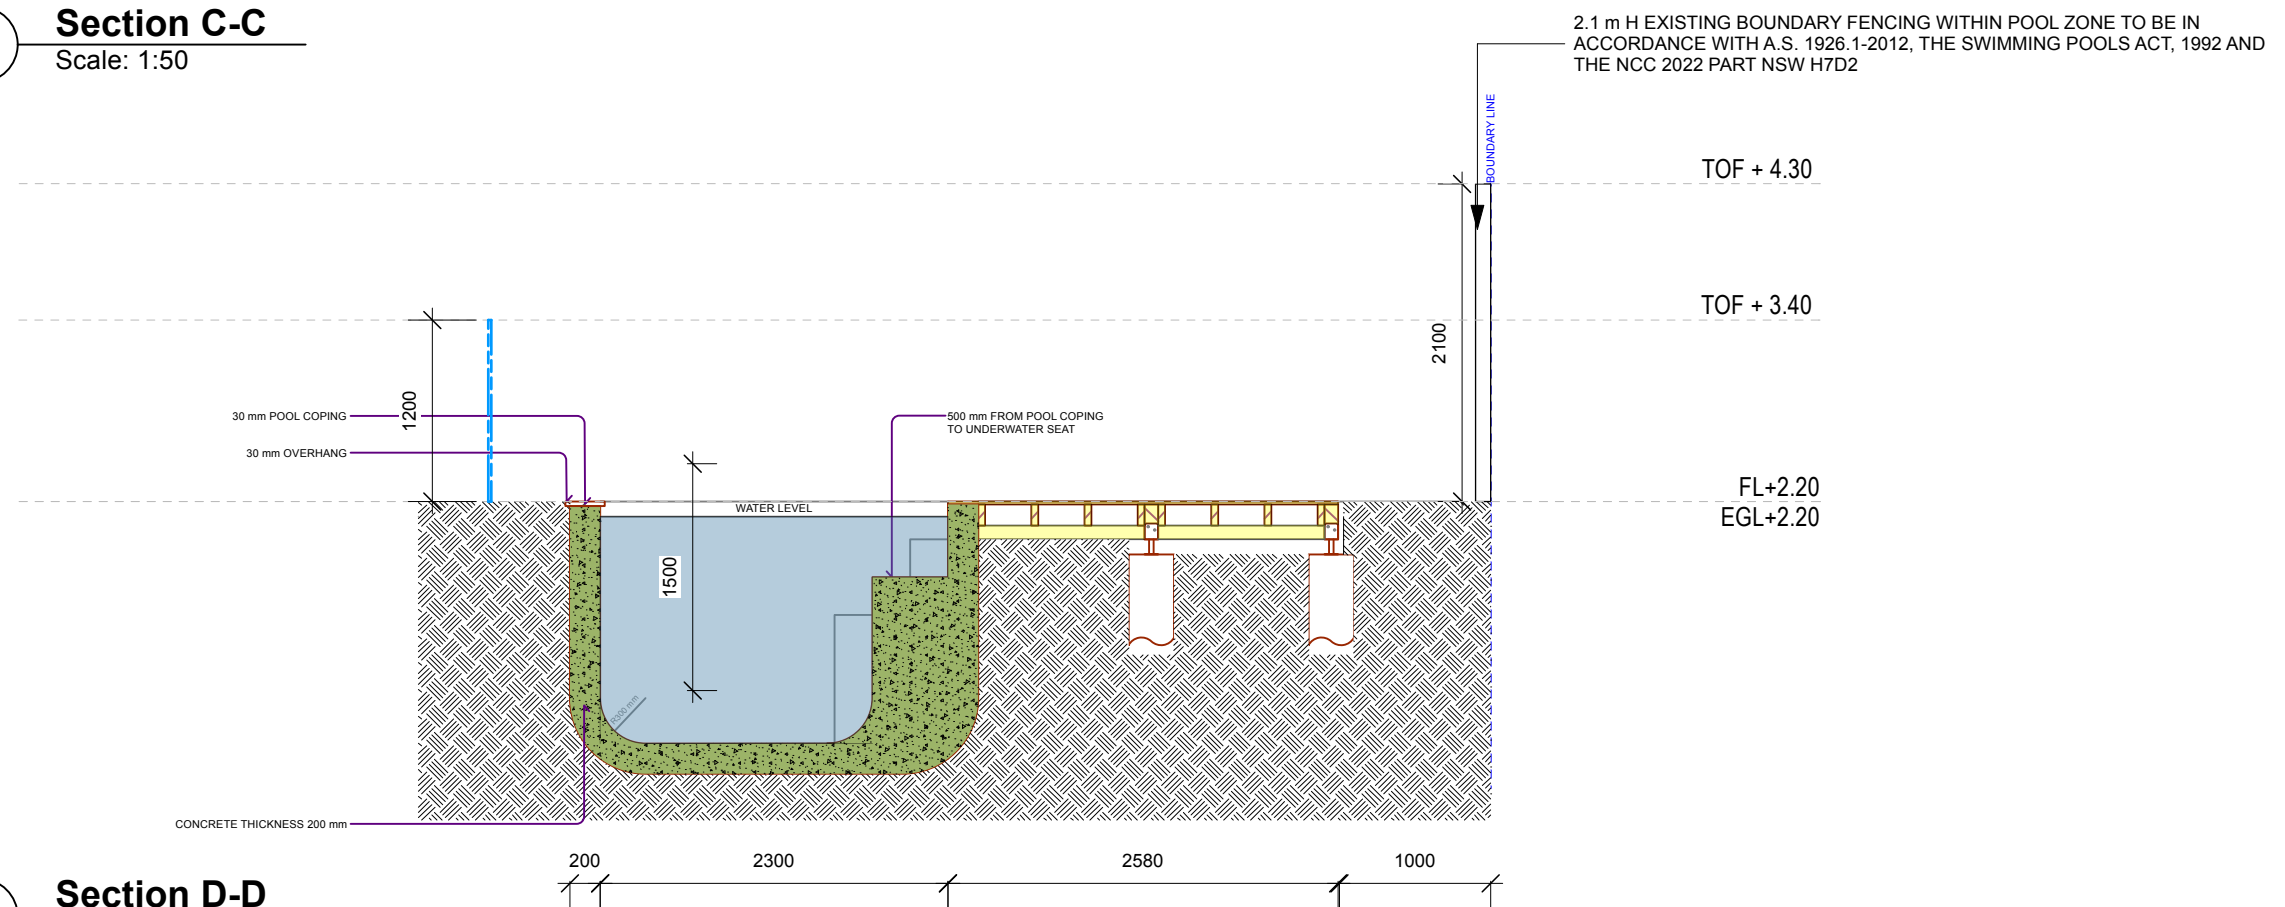 Section C-C
Scale: 1:50
2.1 m H EXISTING BOUNDARY FENCING WITHIN POOL ZONE TO BE IN
ACCORDANCE WITH A.S. 1926.1-2012, THE SWIMMING POOLS ACT, 1992 AND
THE NCC 2022 PART NSW H7D2
BOUNDARY LINE
TOF + 4.30
TOF + 3.40
2100
1200
30 mm POOL COPING
30 mm OVERHANG
500 mm FROM POOL COPING
TO UNDERWATER SEAT
FL+2.20
EGL+2.20
WATER LEVEL
1500
R300 mm
CONCRETE THICKNESS 200 mm
200
2300
2580
1000
Section D-D